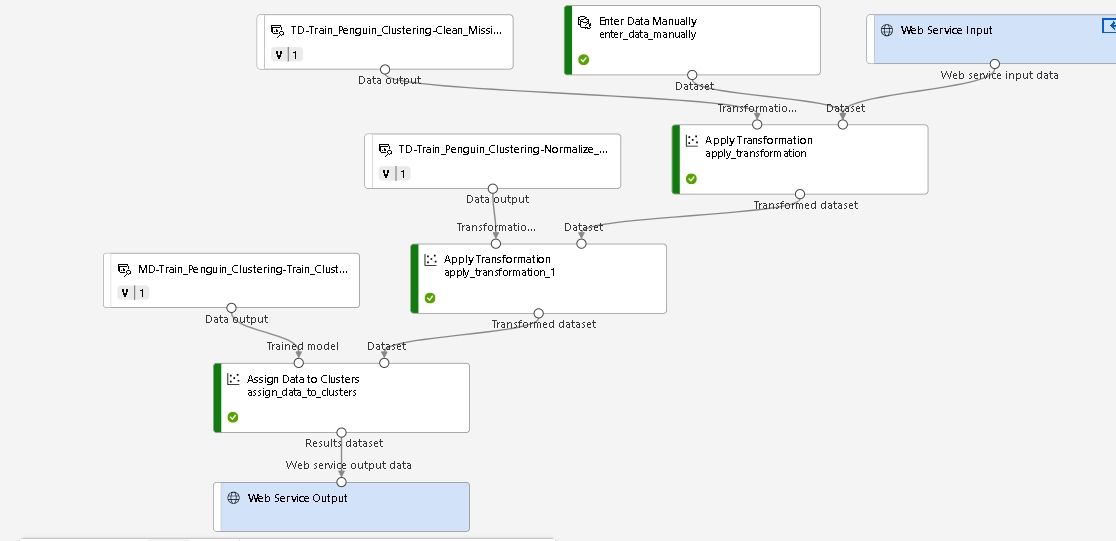 TD-Train_Penguin_Clustering-Clean_Missi...
V 1
Data output
Enter Data Manually
enter_data_manually
Dataset
Web Service Input
Web service input data
Transformatio...
Dataset
Apply Transformation
apply_transformation
Transformed dataset
TD-Train_Penguin_Clustering-Normalize_...
V 1
Data output
Transformatio...
Dataset
Apply Transformation
apply_transformation_1
Transformed dataset
MD-Train_Penguin_Clustering-Train_Clust...
V 1
Data output
Trained model
Dataset
Assign Data to Clusters
assign_data_to_clusters
Results dataset
Web service output data
Web Service Output